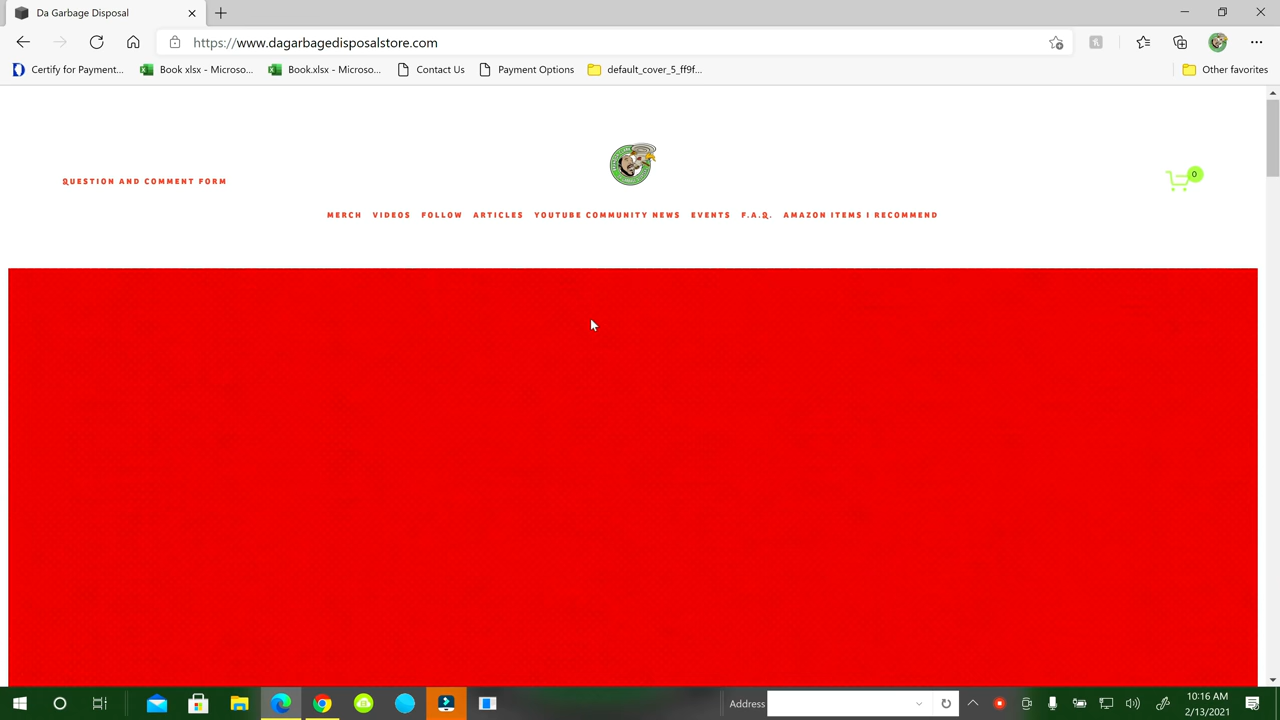 Da Garbage Disposal
https://www.dagarbagedisposalstore.com
Certify for Payment...
Book xlsx - Microso...
Book.xlsx - Microso...
Contact Us
Payment Options
default_cover_5_ff9f...
Other favorites
QUESTION AND COMMENT FORM
0
MERCH VIDEOS FOLLOW ARTICLES YOUTUBE COMMUNITY NEWS EVENTS F.A.Q. AMAZON ITEMS I RECOMMEND
Address
10:16 AM
2/13/2021